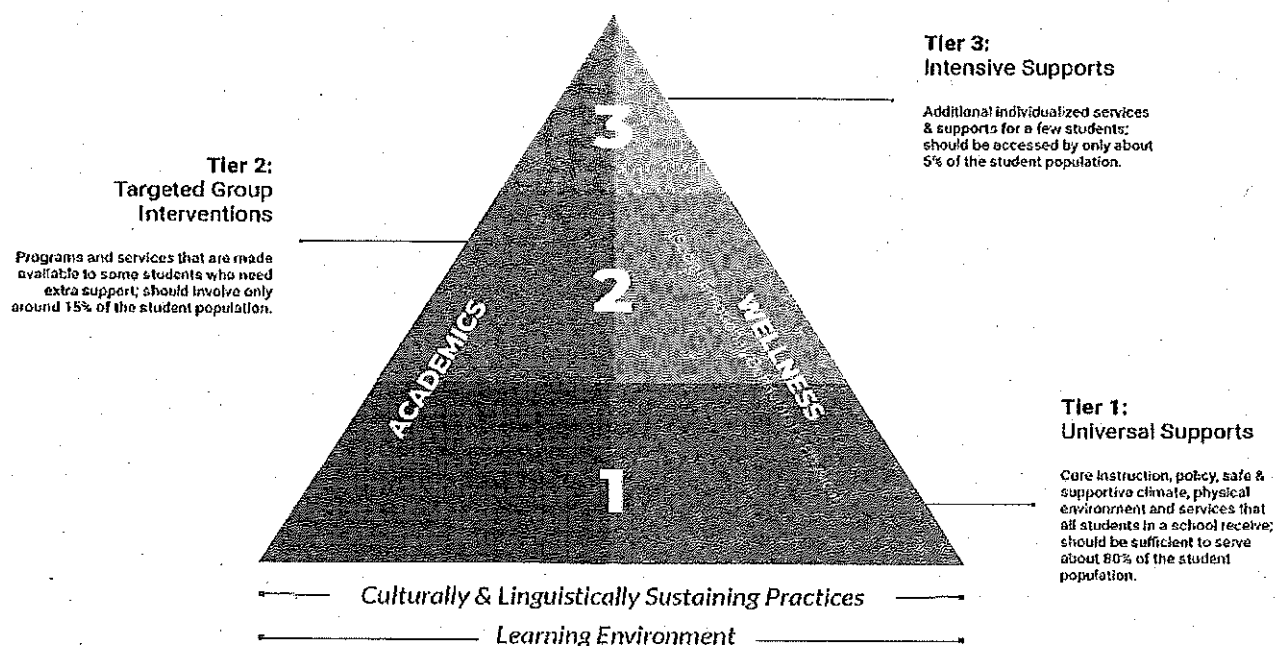 Tier 3:
Intensive Supports
Additional individualized services
& supports for a few students;
should be accessed by only about
5% of the student population.
3
Tier 2:
Targeted Group
Interventions
Programs and services that are made
available to some students who need
extra support; should involve only
around 15% of the student population.
2
ACADEMICS
WELLNESS
Tier 1:
Universal Supports
Core instruction, policy, safe &
supportive climate, physical
environment and services that
all students in a school receive;
should be sufficient to serve
about 80% of the student
population.
1
Culturally & Linguistically Sustaining Practices
Learning Environment